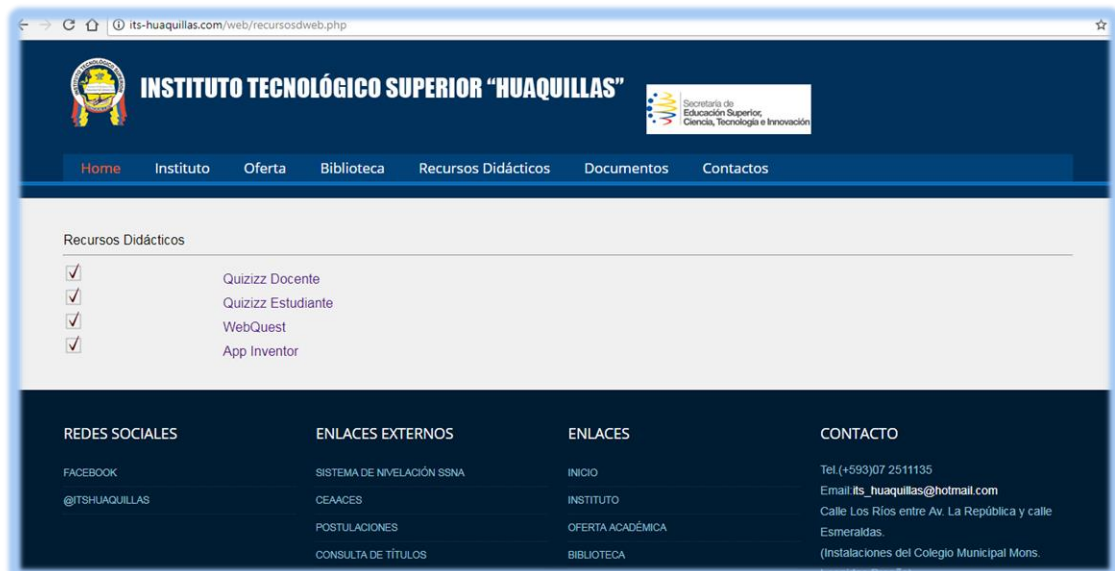 its-huaquillas.com/web/recursosdweb.php
INSTITUTO TECNOLÓGICO SUPERIOR “HUAQUILLAS”
Secretaría de
Educación Superior,
Ciencia, Tecnología e Innovación
Home Instituto Oferta Biblioteca Recursos Didácticos Documentos Contactos
Recursos Didácticos
Quizizz Docente
Quizizz Estudiante
WebQuest
App Inventor
REDES SOCIALES
FACEBOOK
@ITSHUAQUILLAS
ENLACES EXTERNOS
SISTEMA DE NIVELACIÓN SSNA
CEAACES
POSTULACIONES
CONSULTA DE TÍTULOS
ENLACES
INICIO
INSTITUTO
OFERTA ACADÉMICA
BIBLIOTECA
CONTACTO
Tel.(+593)07 2511135
Email:its_huaquillas@hotmail.com
Calle Los Ríos entre Av. La República y calle
Esmeraldas.
(Instalaciones del Colegio Municipal Mons.